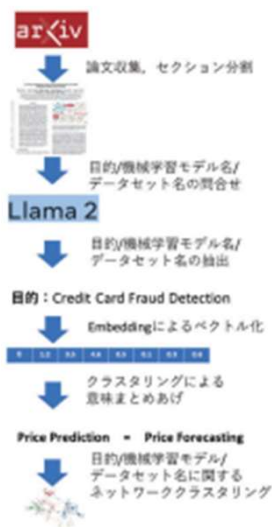 arXiv
論文収集，セクション分割
目的/機械学習モデル名/
データセット名の問合せ
Llama 2
目的/機械学習モデル名/
データセット名の抽出
目的：Credit Card Fraud Detection
Embeddingによるベクトル化
クラスタリングによる
意味まとめあげ
Price Prediction = Price Forecasting
目的/機械学習モデル/
データセット名に関する
ネットワーククラスタリング